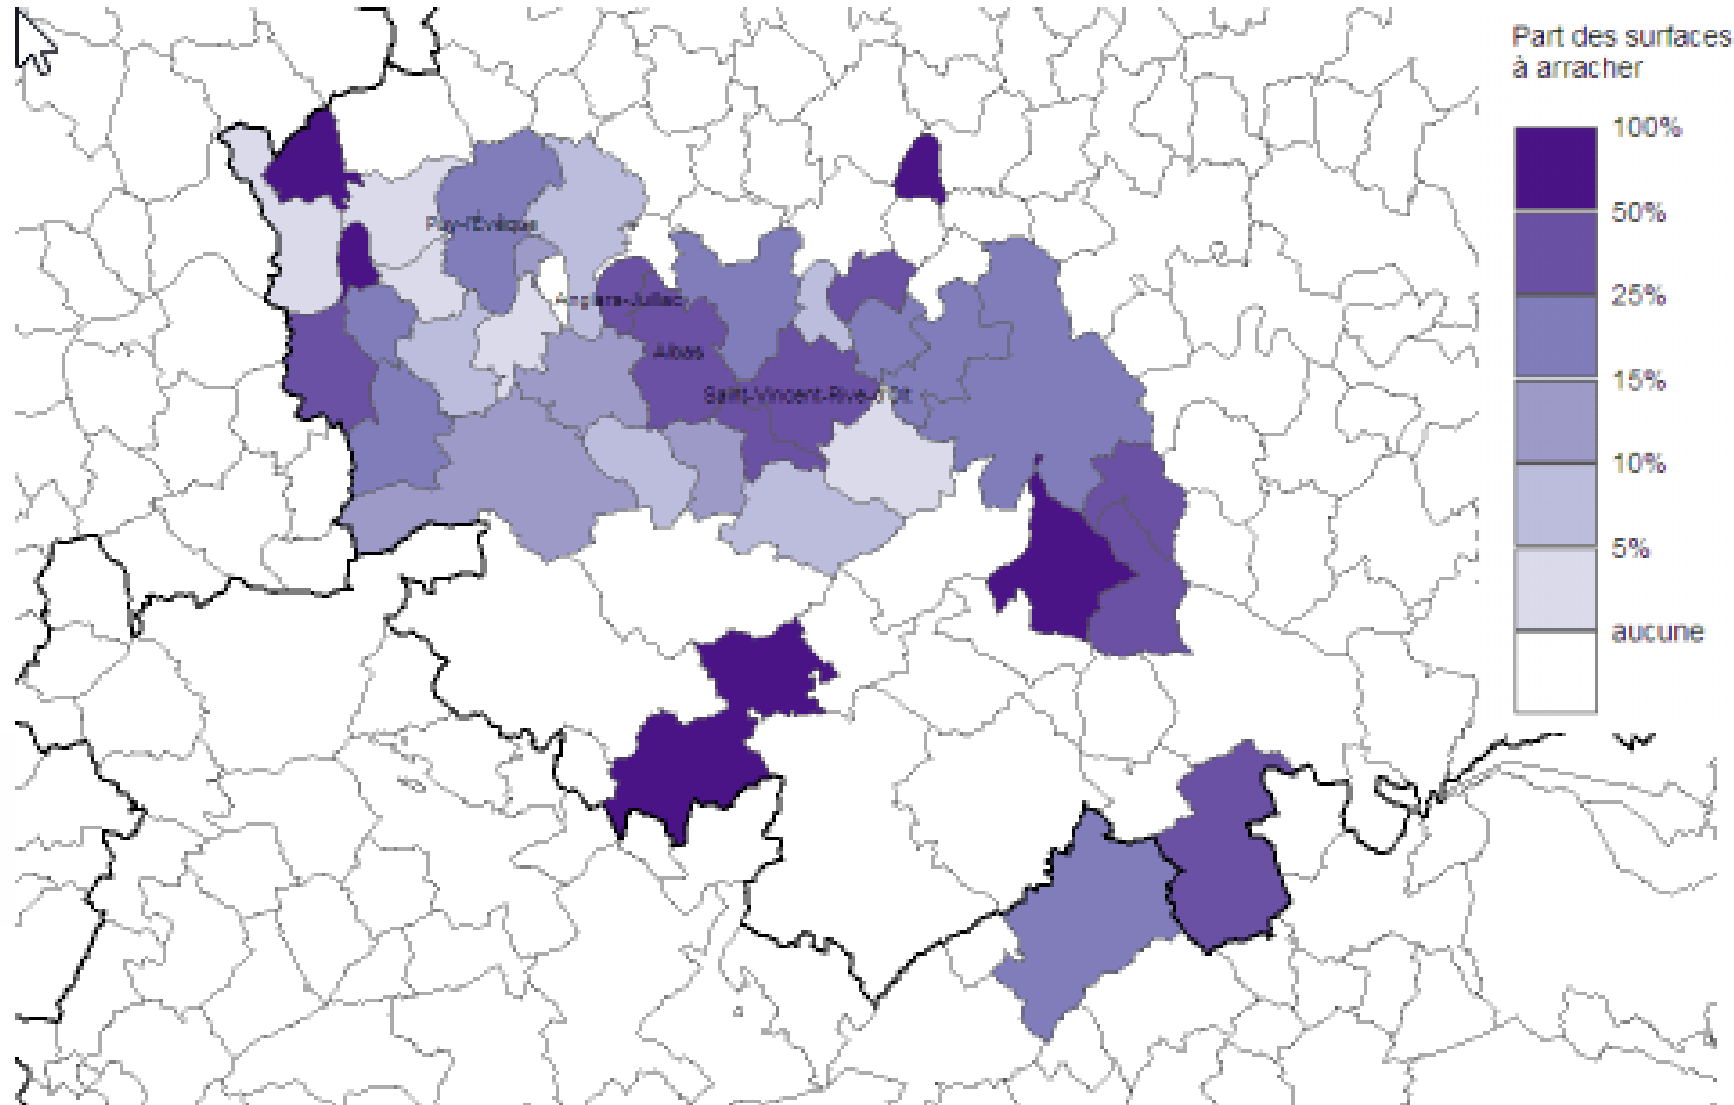 Part des surfaces
à arracher
100%
50%
25%
15%
10%
5%
aucune
Puy-l'Évêque
Anglars-Juillac
Albas
Saint-Vincent-Rive-d'Olt